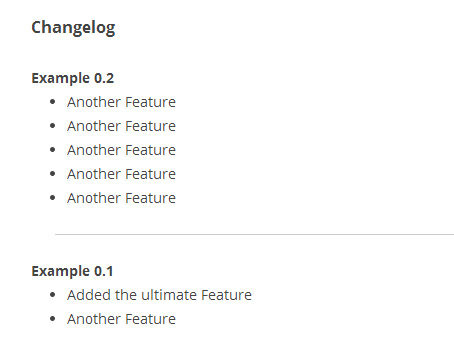 Changelog
Example 0.2
• Another Feature
• Another Feature
• Another Feature
• Another Feature
• Another Feature
Example 0.1
• Added the ultimate Feature
• Another Feature